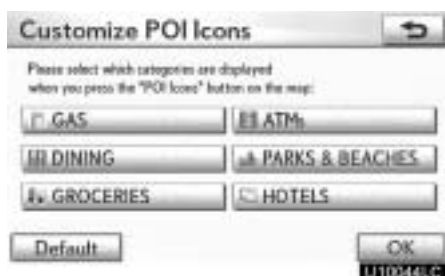 Customize POI Icons
Please select which categories are displayed
when you press the "POI Icons" button on the map:
GAS
ATMs
DINING
PARKS & BEACHES
GROCERIES
HOTELS
Default
OK